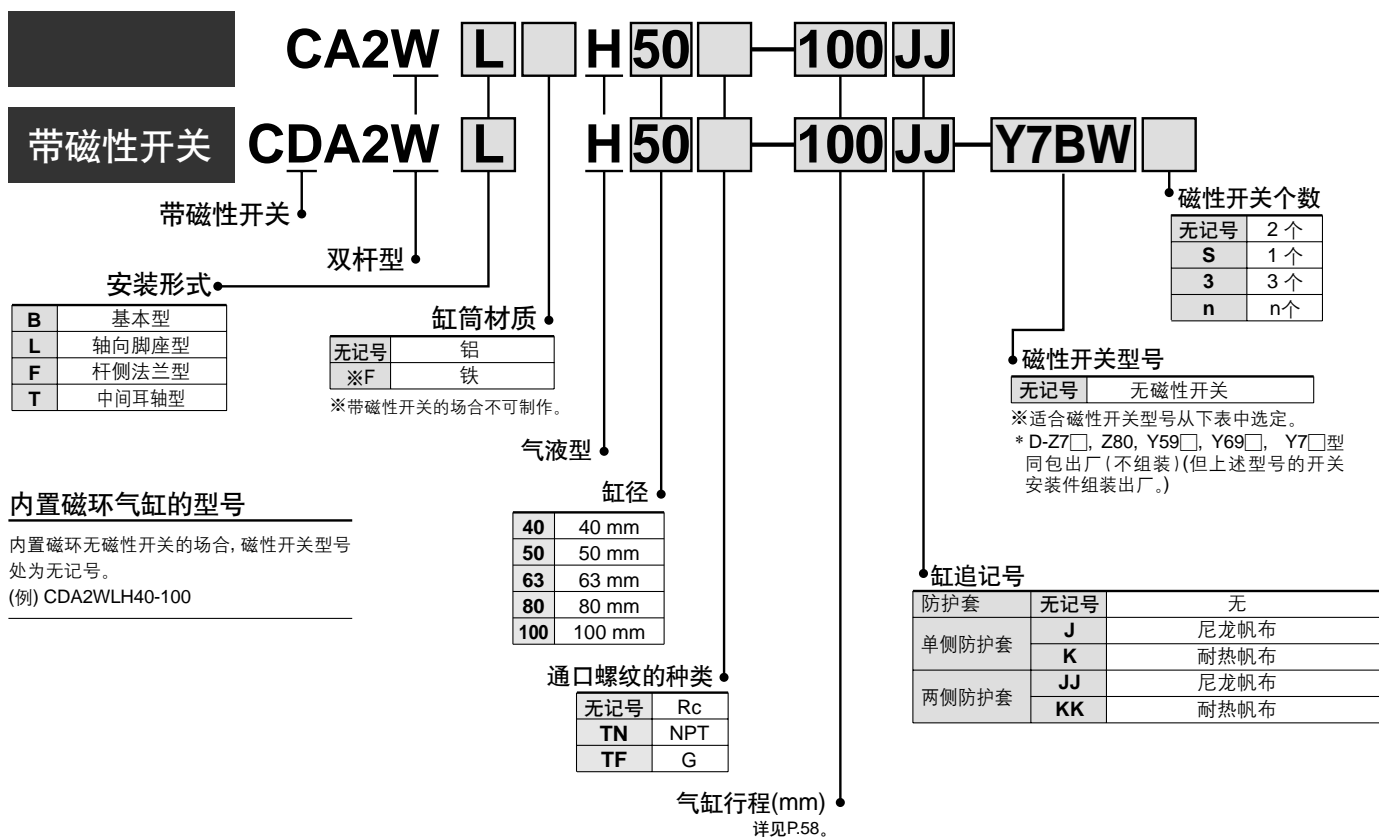 CA2W L H 50 — 100 JJ
带磁性开关 CDA2W L H 50 — 100 JJ — Y7BW
带磁性开关
双杆型
安装形式
B 基本型
L 轴向脚座型
F 杆侧法兰型
T 中间耳轴型
缸筒材质
无记号 铝
※F 铁
※带磁性开关的场合不可制作。
气液型
缸径
40 40 mm
50 50 mm
63 63 mm
80 80 mm
100 100 mm
通口螺纹的种类
无记号 Rc
TN NPT
TF G
气缸行程(mm)
详见P.58。
磁性开关个数
无记号 2 个
S 1 个
3 3 个
n n个
磁性开关型号
无记号 无磁性开关
※适合磁性开关型号从下表中选定。
* D-Z7□, Z80, Y59□, Y69□, Y7□型
同包出厂(不组装)(但上述型号的开关
安装件组装出厂。)
缸追记号
防护套 无记号 无
单侧防护套 J 尼龙帆布
K 耐热帆布
两侧防护套 JJ 尼龙帆布
KK 耐热帆布
内置磁环气缸的型号
内置磁环无磁性开关的场合, 磁性开关型号
处为无记号。
(例) CDA2WLH40-100